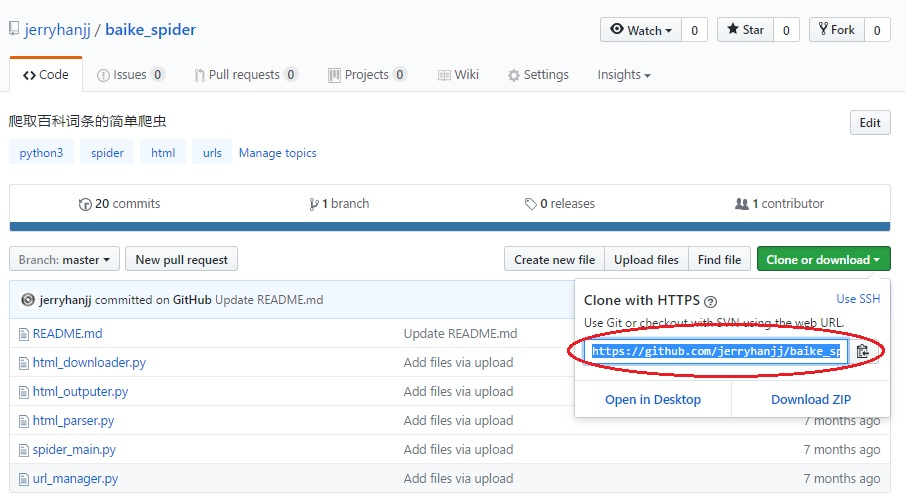 jerryhanjj / baike_spider
Watch 0 Star 0 Fork 0
Code Issues 0 Pull requests 0 Projects 0 Wiki Settings Insights
爬取百科词条的简单爬虫
Edit
python3 spider html urls Manage topics
20 commits 1 branch 0 releases 1 contributor
Branch: master New pull request Create new file Upload files Find file Clone or download
jerryhanjj committed on GitHub Update README.md
Clone with HTTPS ? Use SSH
Use Git or checkout with SVN using the web URL.
https://github.com/jerryhanjj/baike_sp
Open in Desktop Download ZIP
README.md Update README.md
html_downloader.py Add files via upload
html_outputer.py Add files via upload
html_parser.py Add files via upload 7 months ago
spider_main.py Add files via upload 7 months ago
url_manager.py Add files via upload 7 months ago